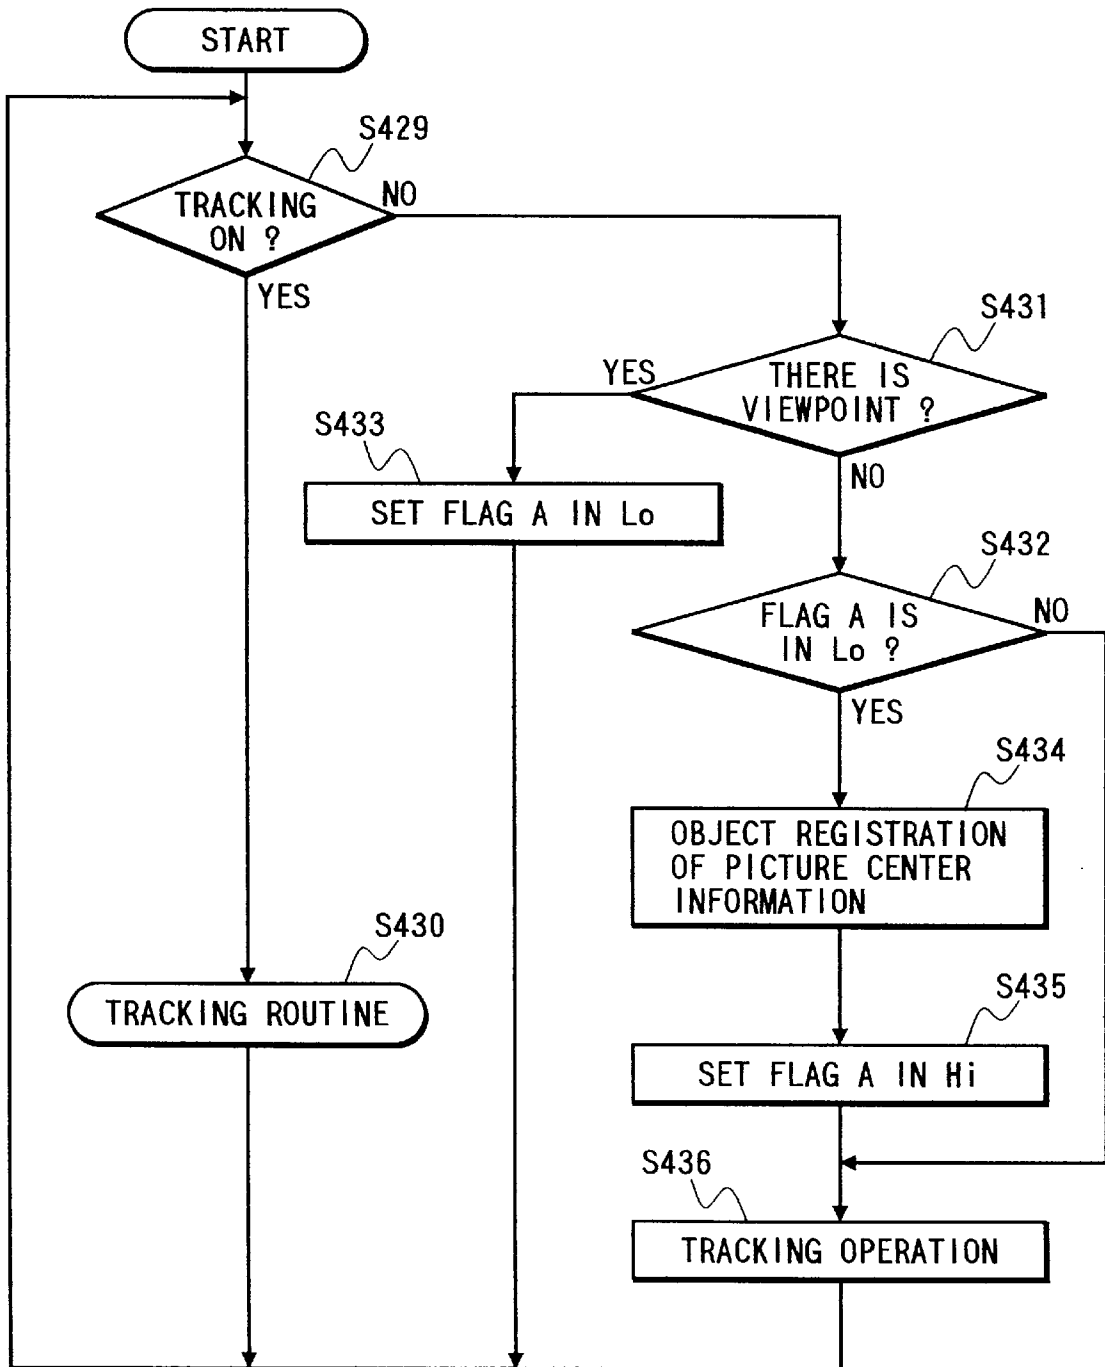 START
S429
TRACKING
ON ?
NO
YES
S431
THERE IS
VIEWPOINT ?
YES
NO
S433
SET FLAG A IN Lo
S432
FLAG A IS
IN Lo ?
NO
YES
S434
OBJECT REGISTRATION
OF PICTURE CENTER
INFORMATION
S430
TRACKING ROUTINE
S435
SET FLAG A IN Hi
S436
TRACKING OPERATION